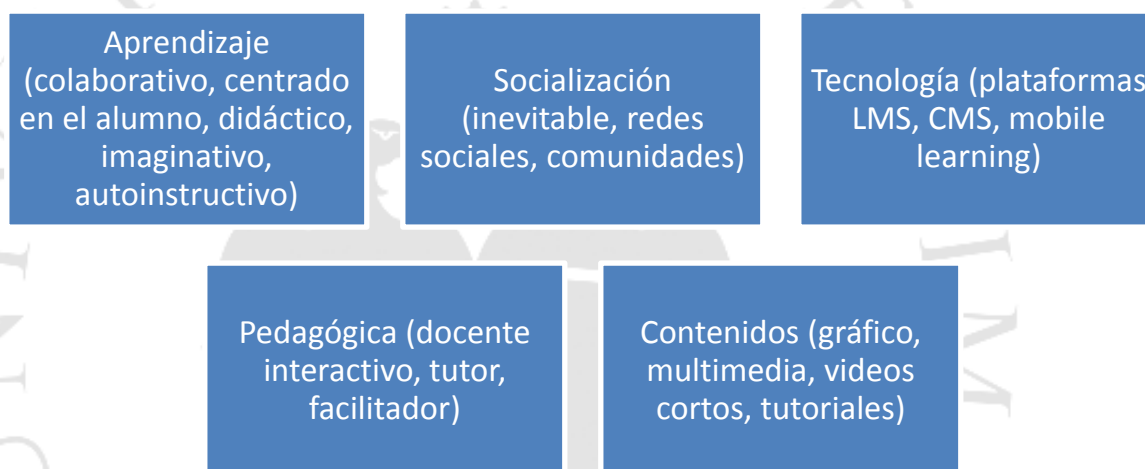 Aprendizaje
(colaborativo, centrado
en el alumno, didáctico,
imaginativo,
autoinstructivo)
Socialización
(inevitable, redes
sociales, comunidades)
Tecnología (plataformas
LMS, CMS, mobile
learning)
Pedagógica (docente
interactivo, tutor,
facilitador)
Contenidos (gráfico,
multimedia, videos
cortos, tutoriales)